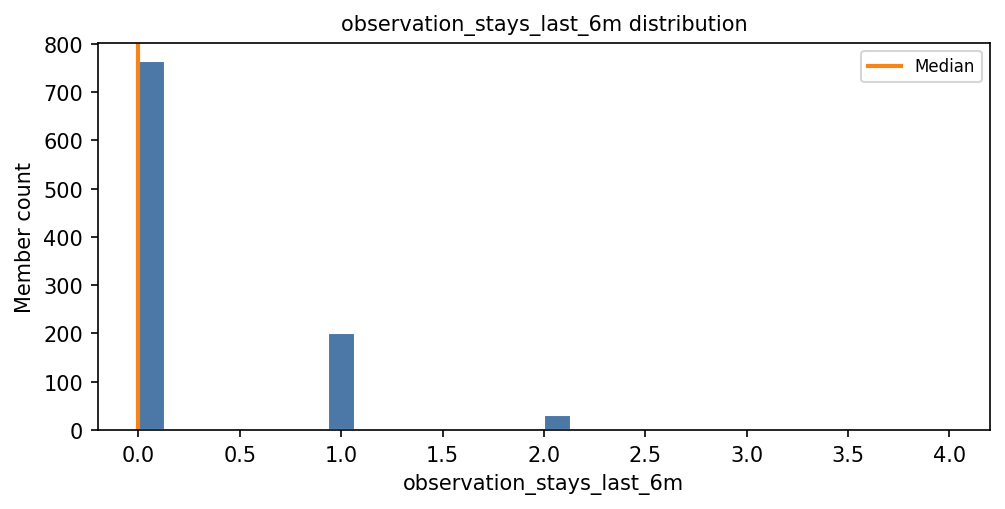 observation_stays_last_6m distribution
Median
Member count
800
700
600
500
400
300
200
100
0
0.0 0.5 1.0 1.5 2.0 2.5 3.0 3.5 4.0
observation_stays_last_6m